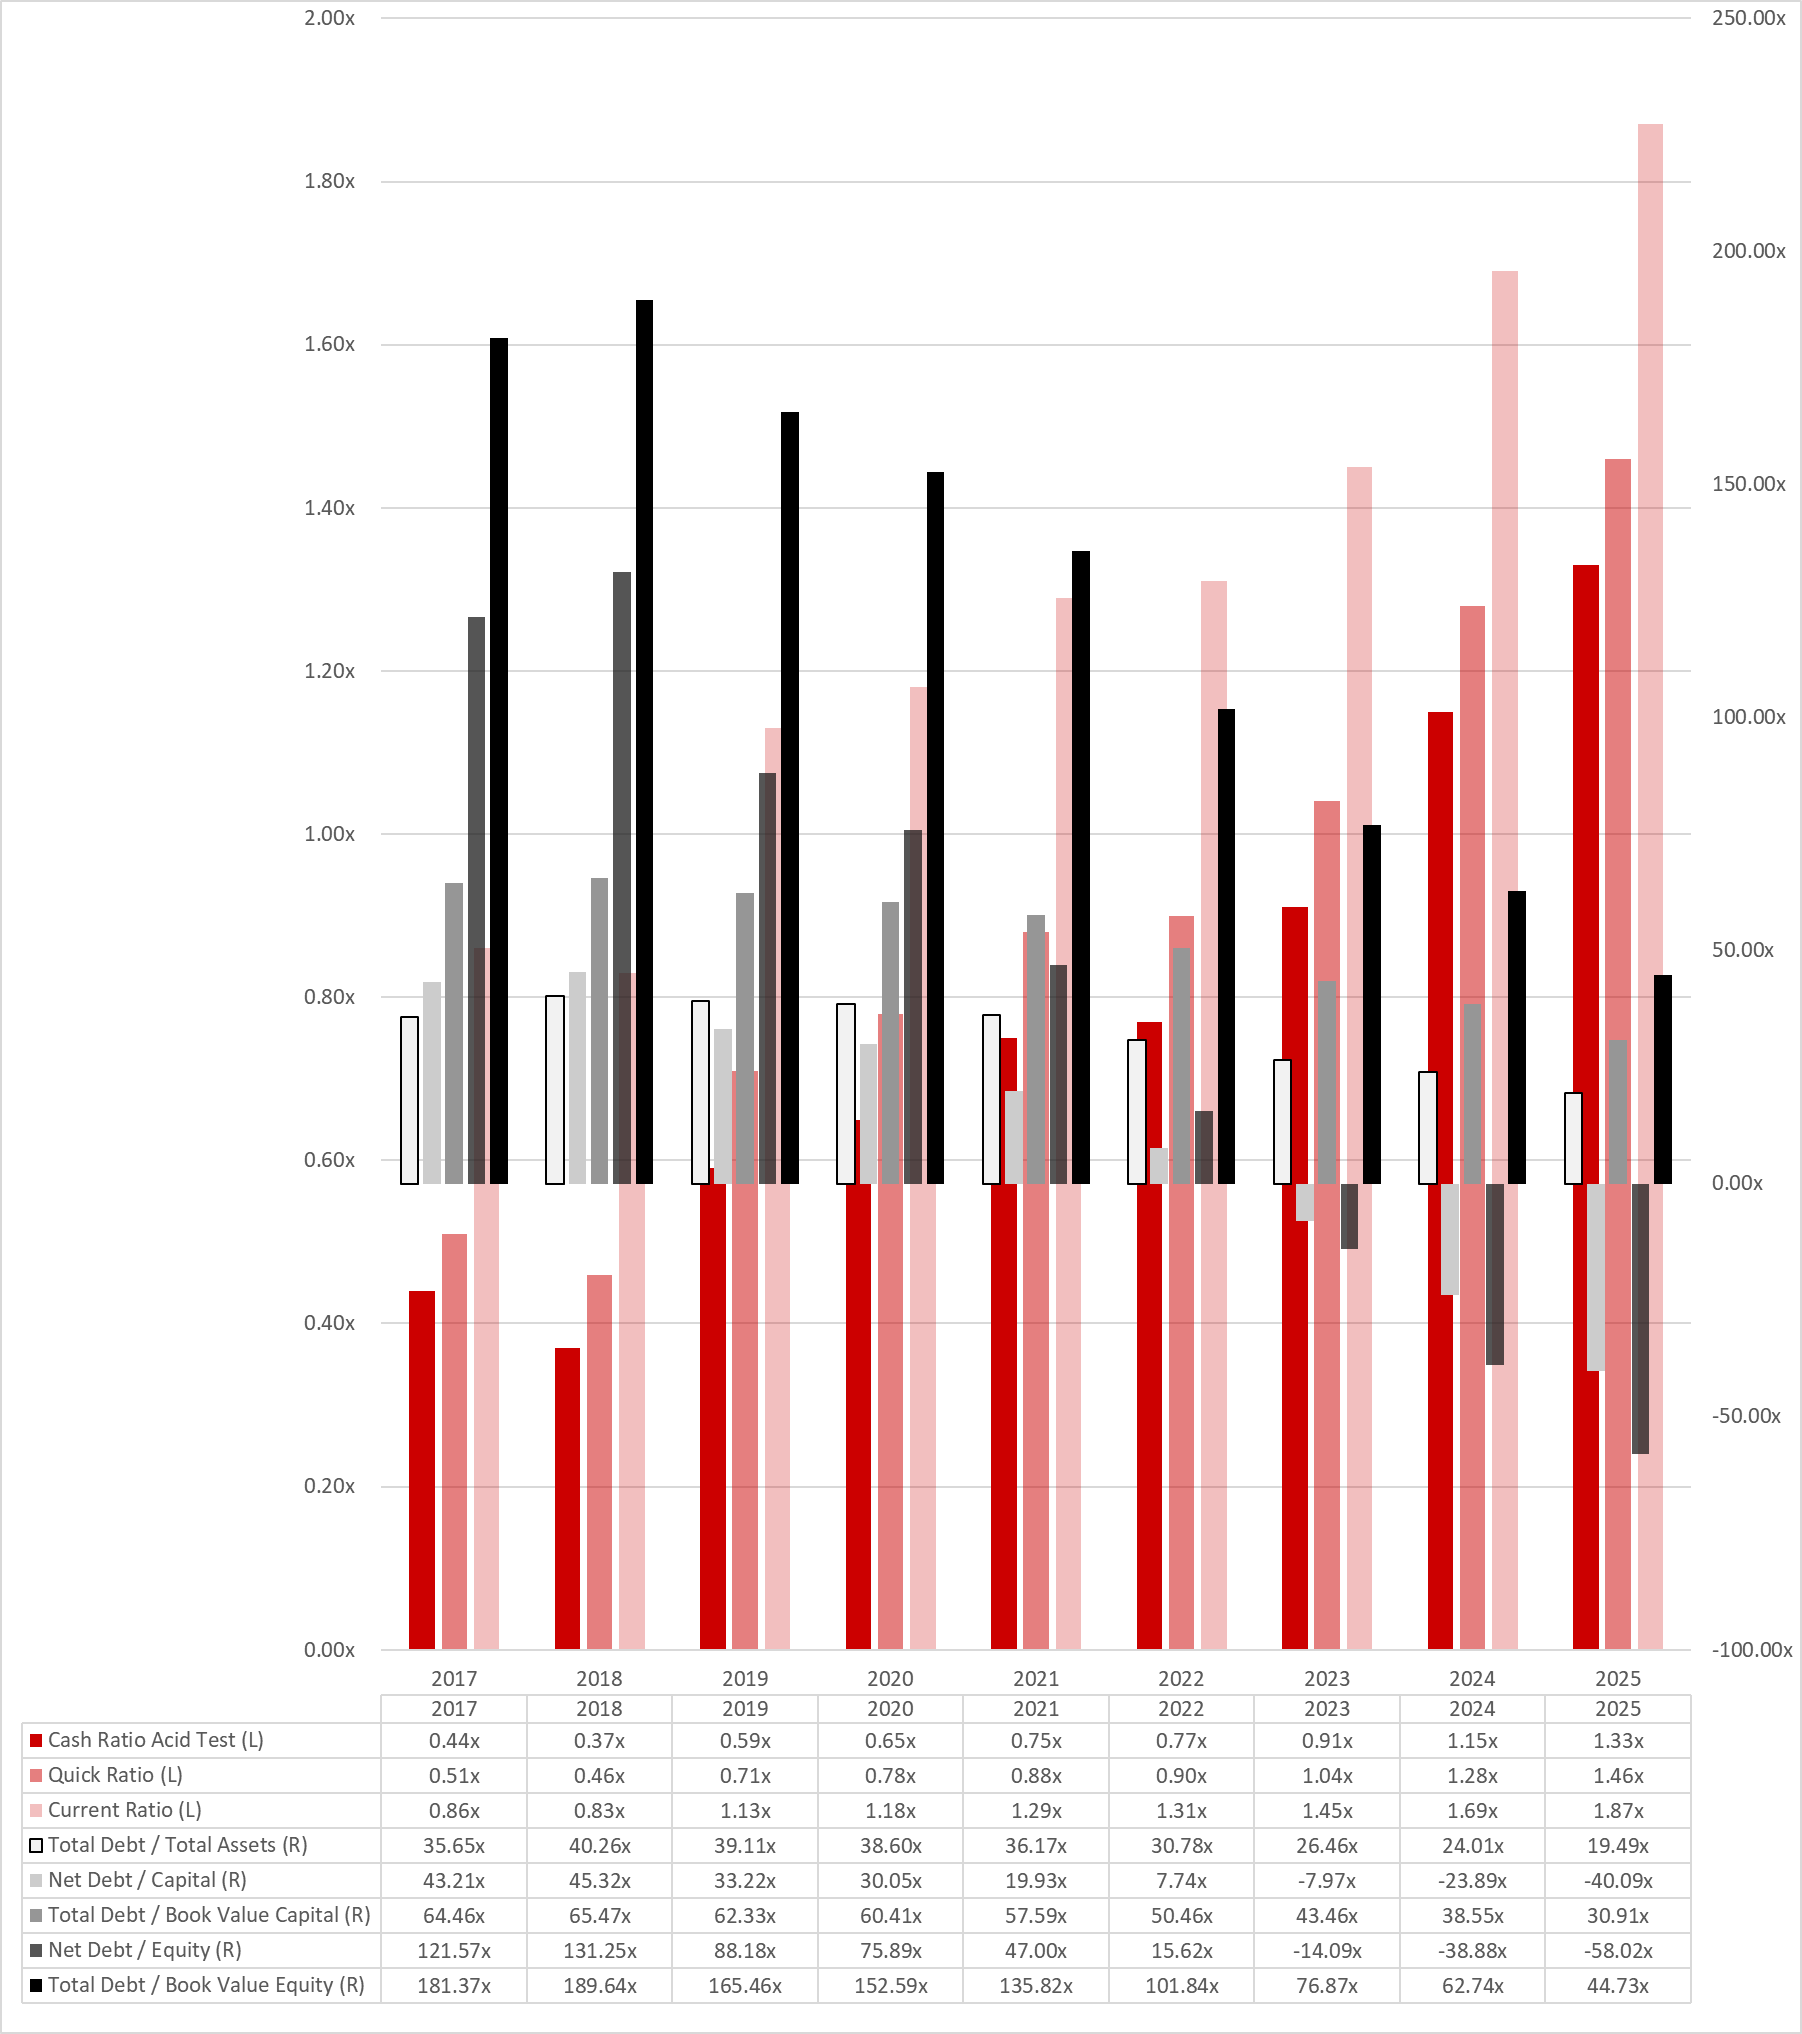 2.00x 250.00x
1.80x
200.00x
1.60x
1.40x 150.00x
1.20x
100.00x
1.00x
50.00x
0.80x
0.60x 0.00x
0.40x
-50.00x
0.20x
0.00x -100.00x
2017 2018 2019 2020 2021 2022 2023 2024 2025
2017 2018 2019 2020 2021 2022 2023 2024 2025
Cash Ratio Acid Test (L) 0.44x 0.37x 0.59x 0.65x 0.75x 0.77x 0.91x 1.15x 1.33x
Quick Ratio (L) 0.51x 0.46x 0.71x 0.78x 0.88x 0.90x 1.04x 1.28x 1.46x
Current Ratio (L) 0.86x 0.83x 1.13x 1.18x 1.29x 1.31x 1.45x 1.69x 1.87x
Total Debt / Total Assets (R) 35.65x 40.26x 39.11x 38.60x 36.17x 30.78x 26.46x 24.01x 19.49x
Net Debt / Capital (R) 43.21x 45.32x 33.22x 30.05x 19.93x 7.74x -7.97x -23.89x -40.09x
Total Debt / Book Value Capital (R) 64.46x 65.47x 62.33x 60.41x 57.59x 50.46x 43.46x 38.55x 30.91x
Net Debt / Equity (R) 121.57x 131.25x 88.18x 75.89x 47.00x 15.62x -14.09x -38.88x -58.02x
Total Debt / Book Value Equity (R) 181.37x 189.64x 165.46x 152.59x 135.82x 101.84x 76.87x 62.74x 44.73x